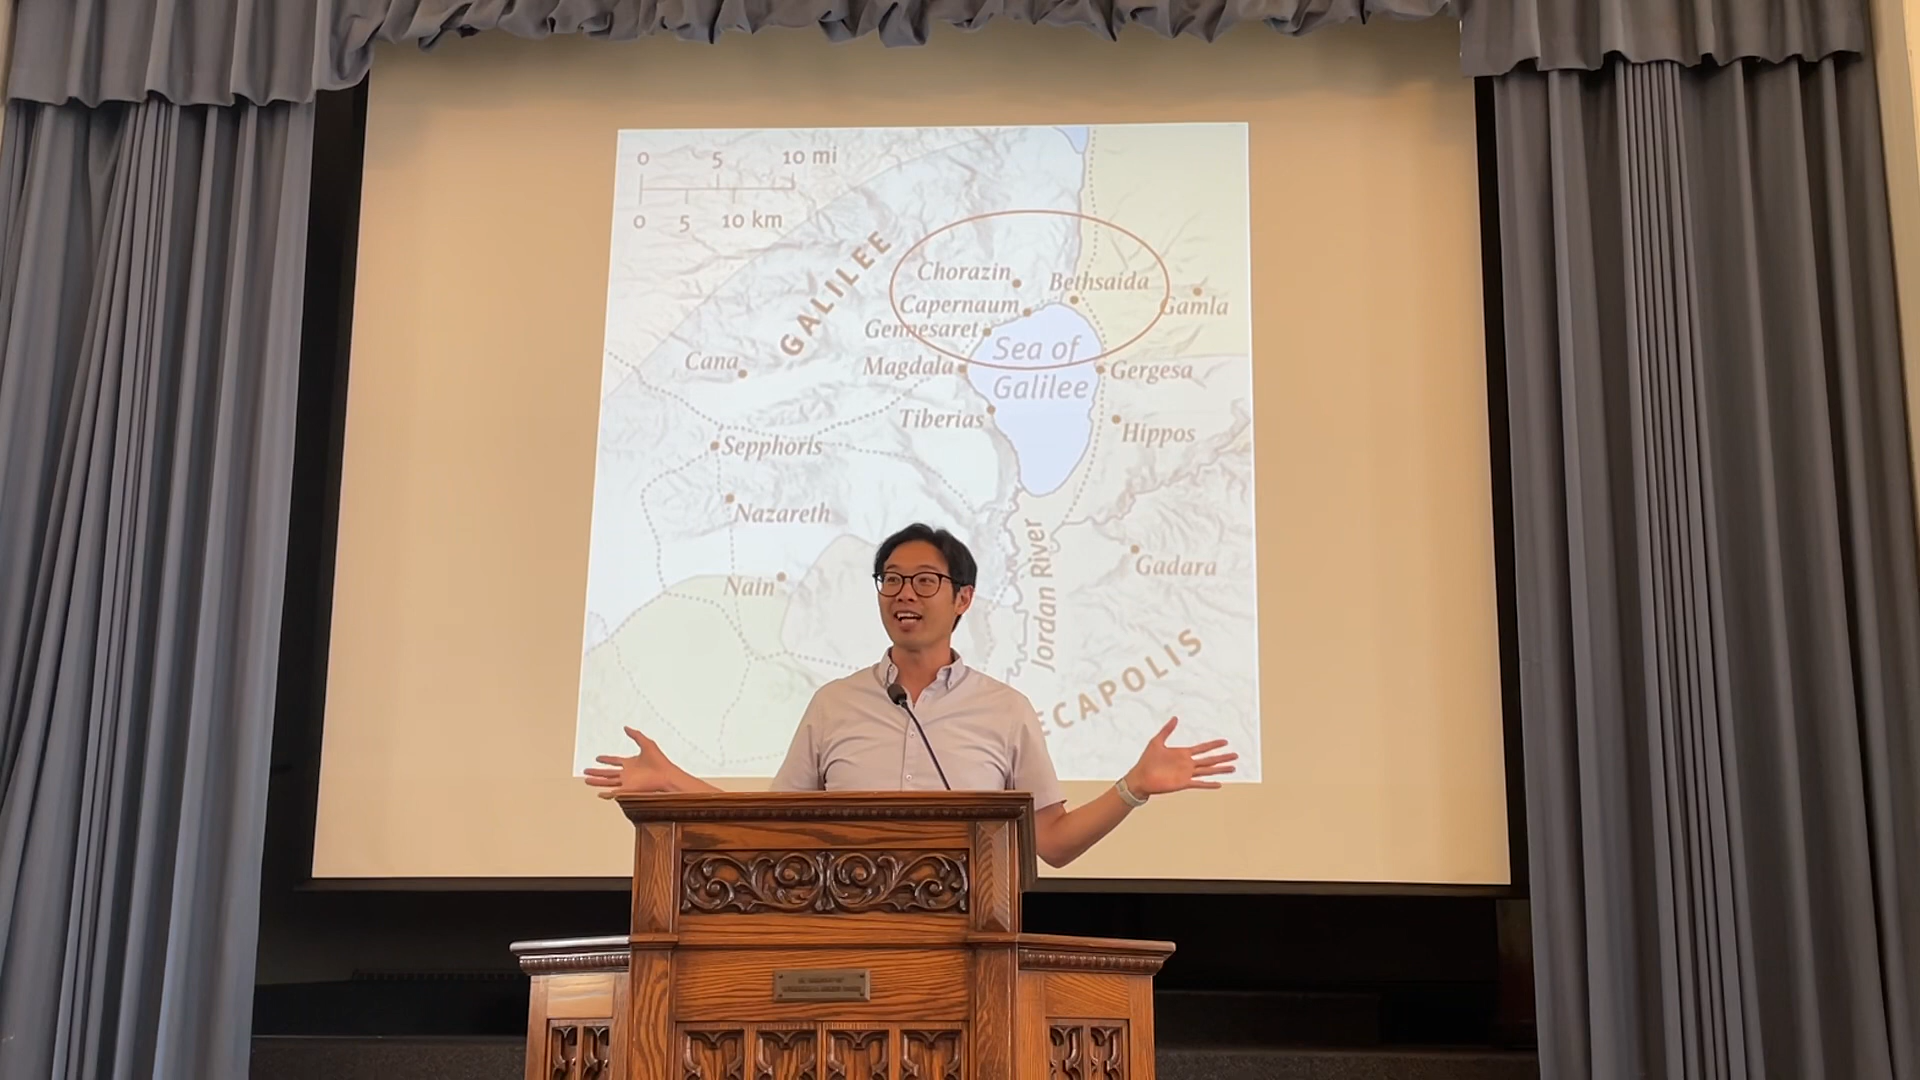 0 5 10 mi
0 5 10 km
GALILEE
Chorazin
Bethsaida
Capernaum
Gamla
Gennesaret
Sea of
Galilee
Cana
Magdala
Gergesa
Tiberias
Hippos
Sepphoris
Nazareth
Jordan River
Gadara
Nain
ECAPOLIS